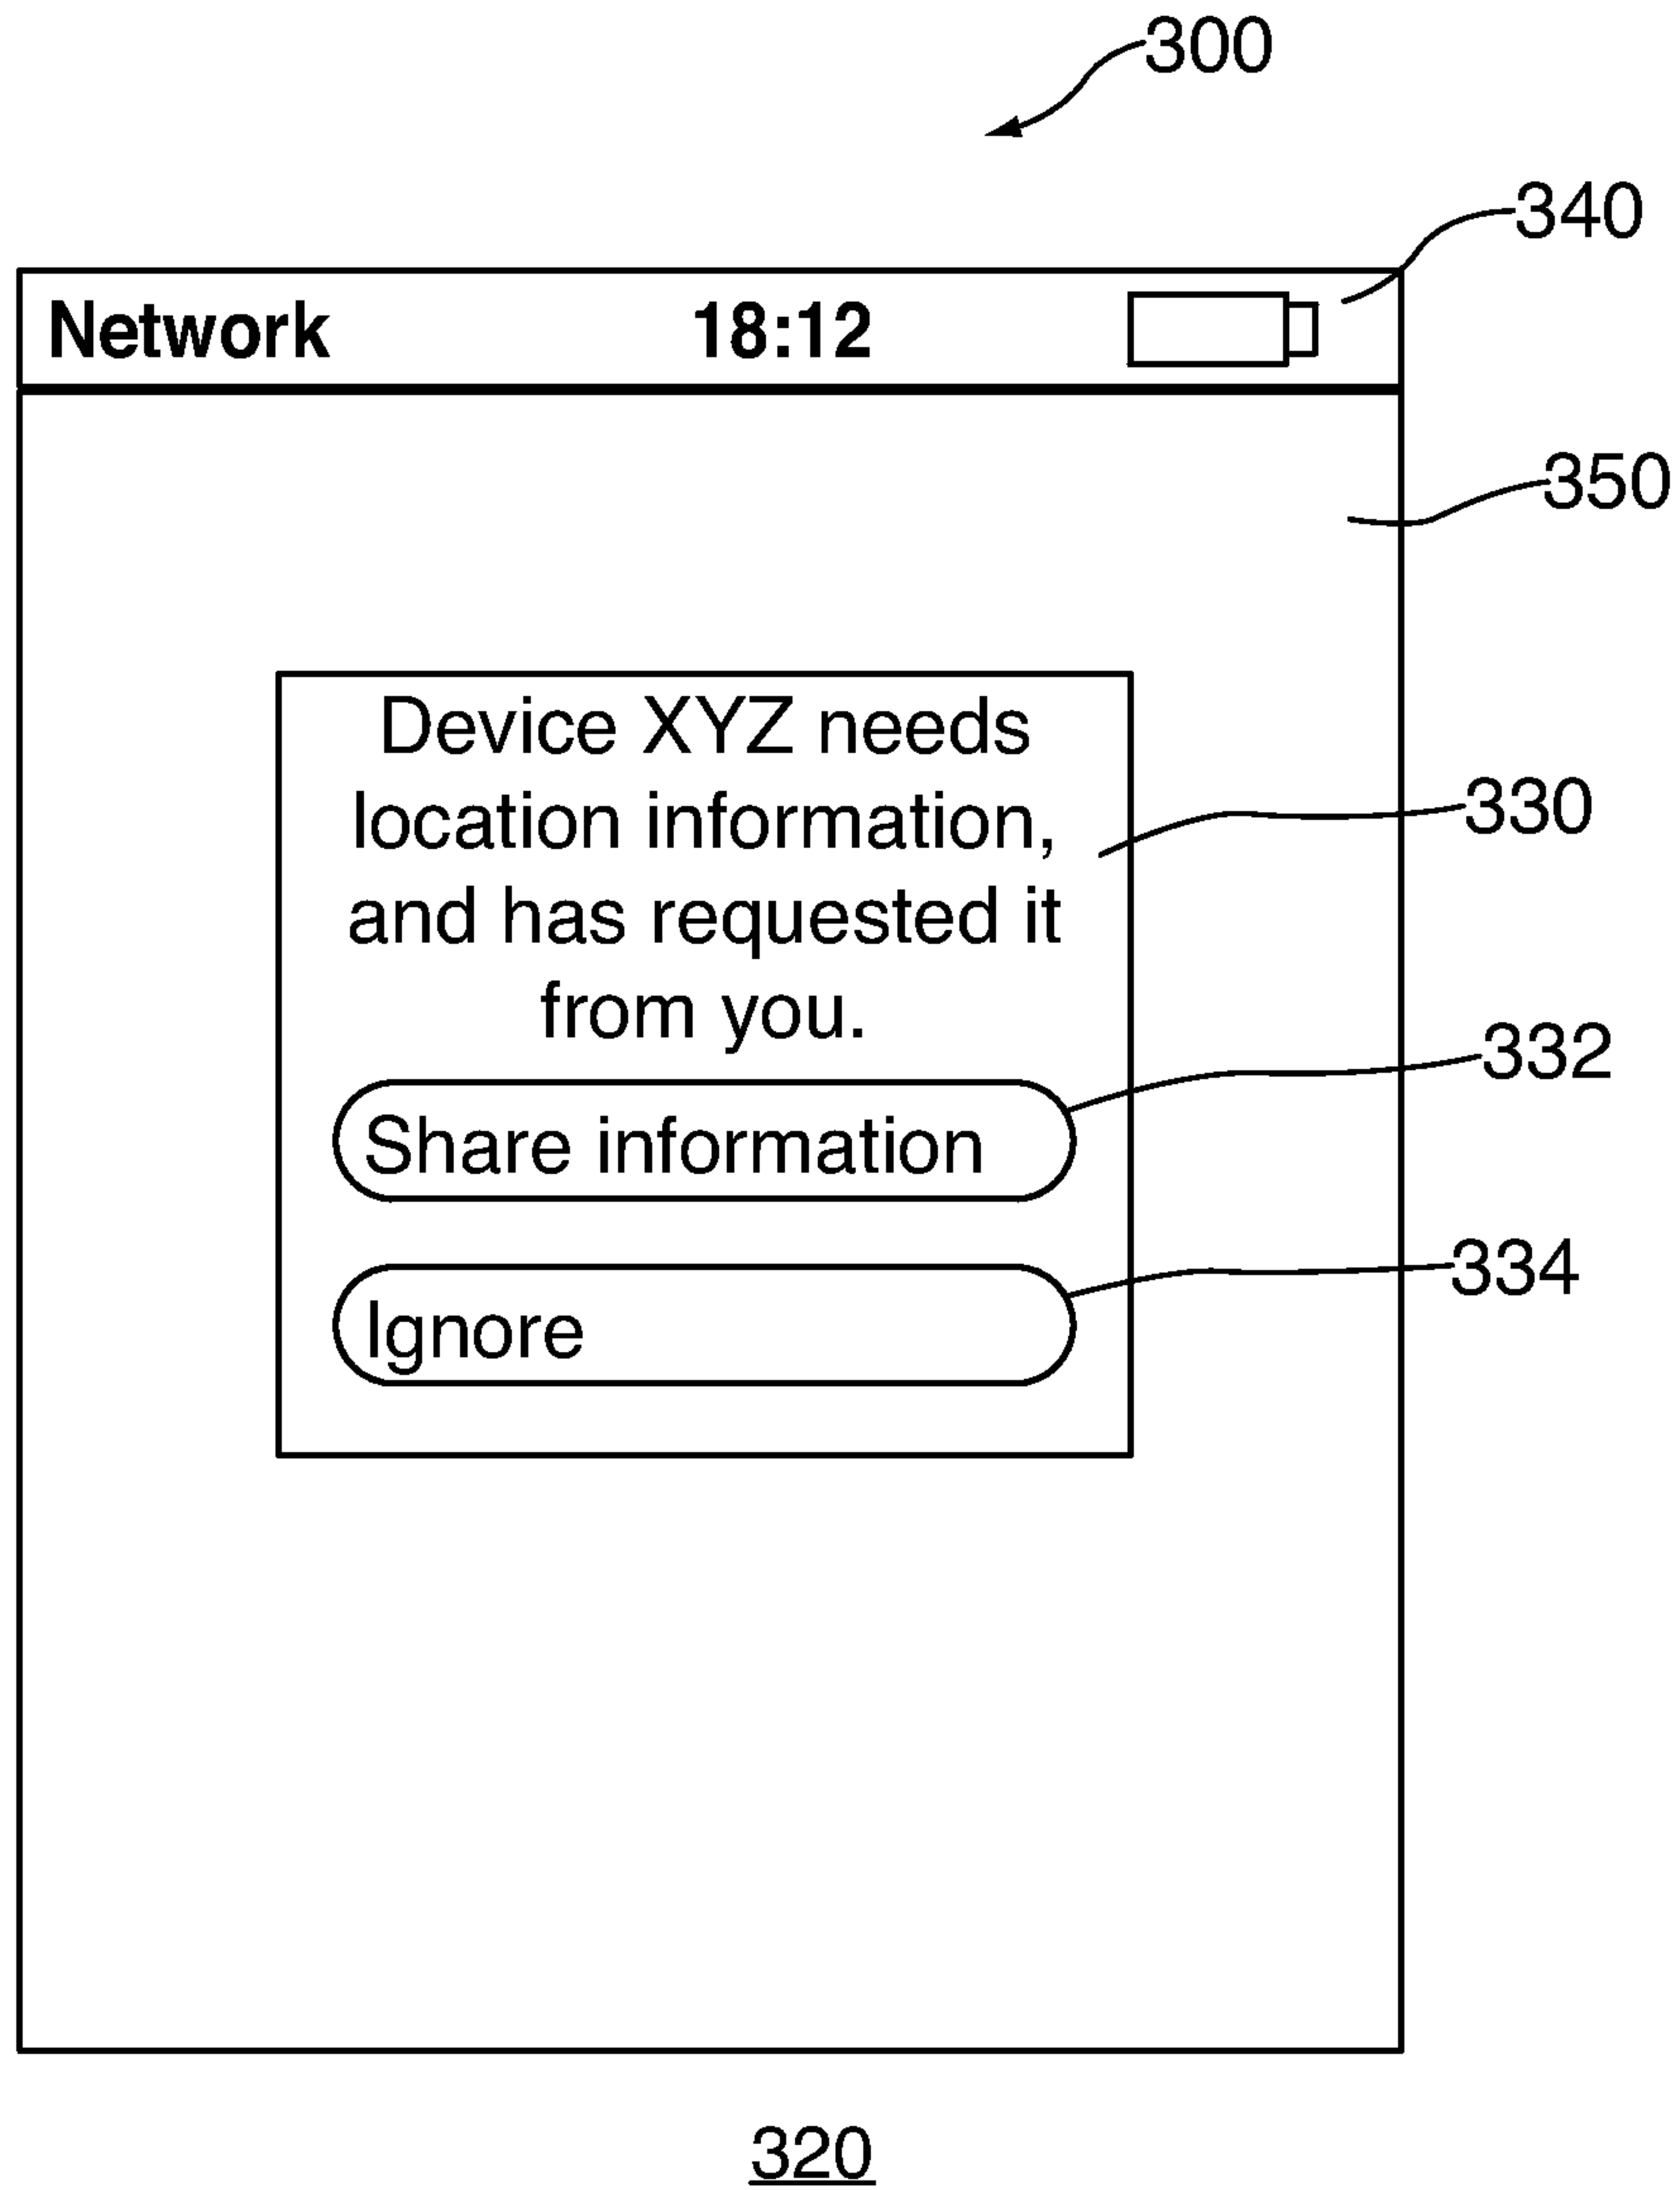 300
340
Network 18:12
350
Device XYZ needs
location information,
and has requested it
from you.
330
332
Share information
334
Ignore
320